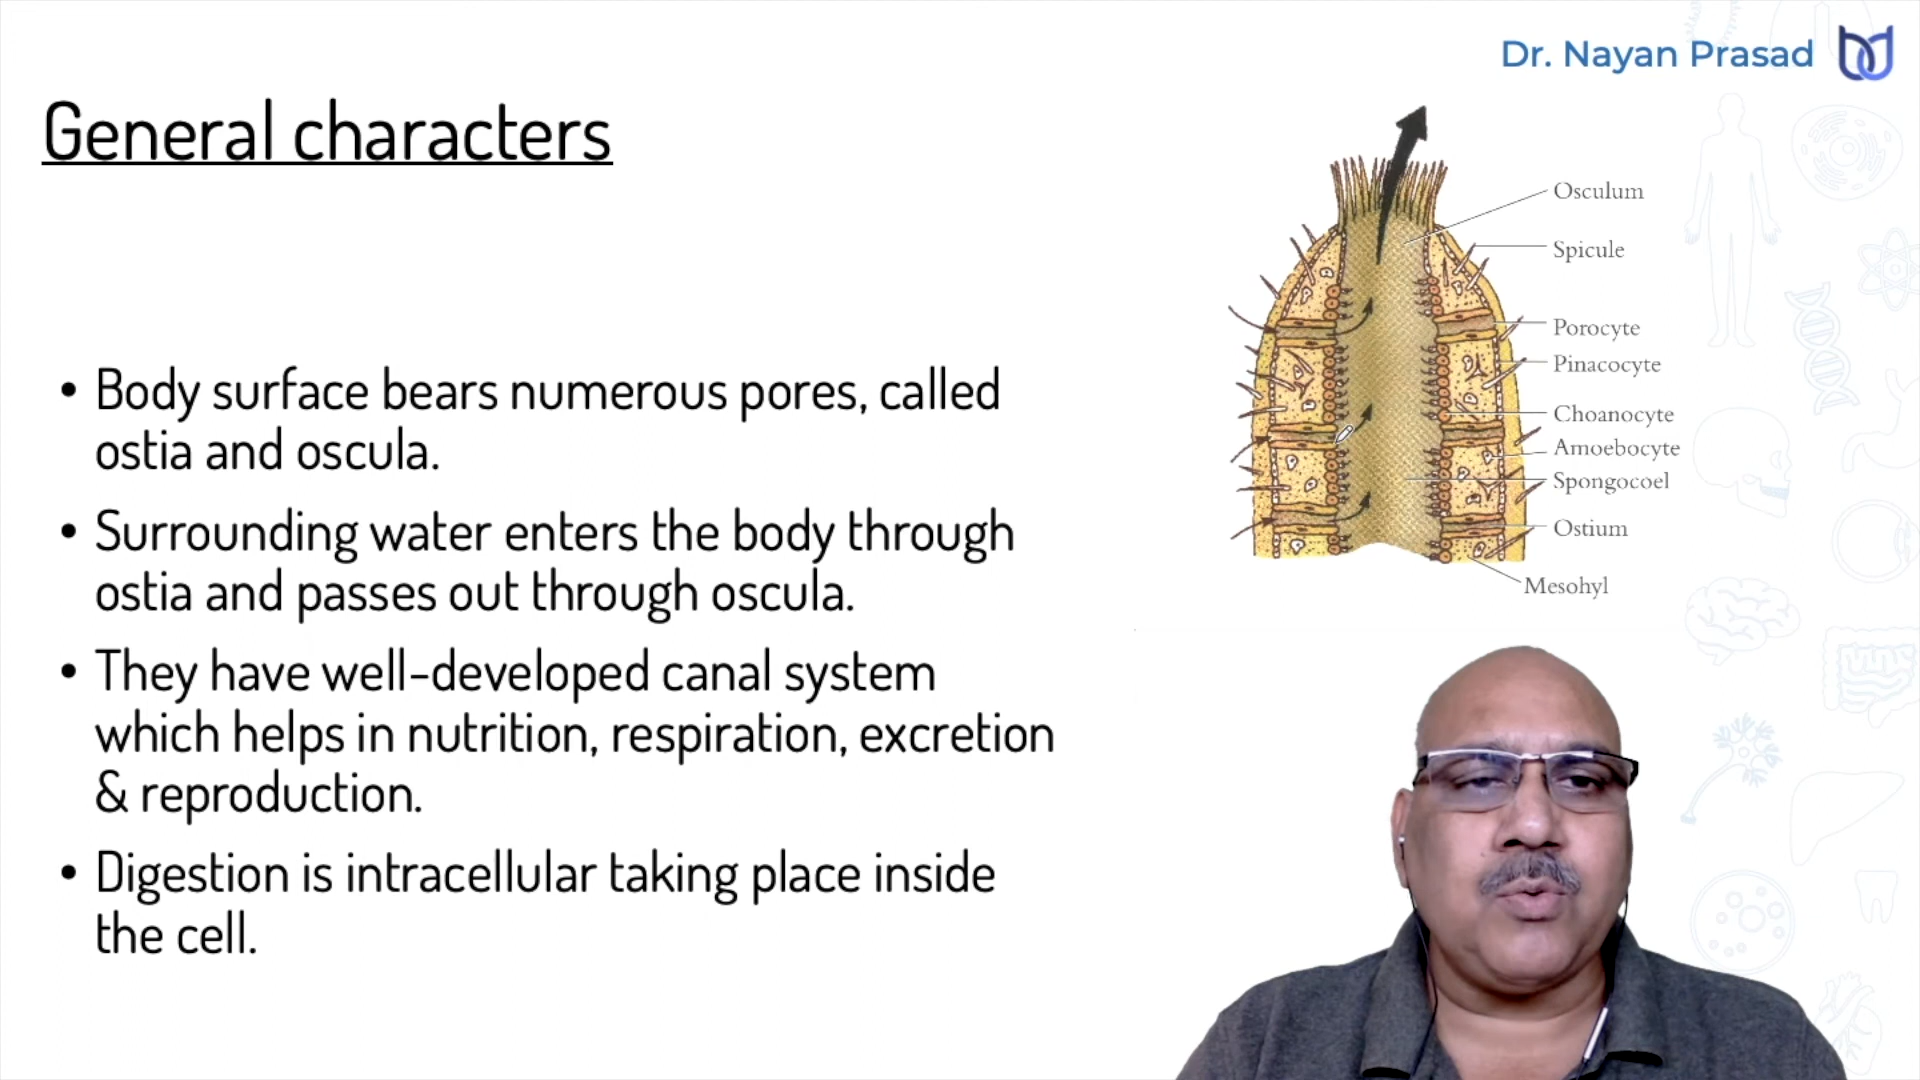 Dr. Nayan Prasad
General characters
• Body surface bears numerous pores, called
ostia and oscula.
• Surrounding water enters the body through
ostia and passes out through oscula.
• They have well-developed canal system
which helps in nutrition, respiration, excretion
& reproduction.
• Digestion is intracellular taking place inside
the cell.
Osculum
Spicule
Porocyte
Pinacocyte
Choanocyte
Amoebocyte
Spongocoel
Ostium
Mesohyl